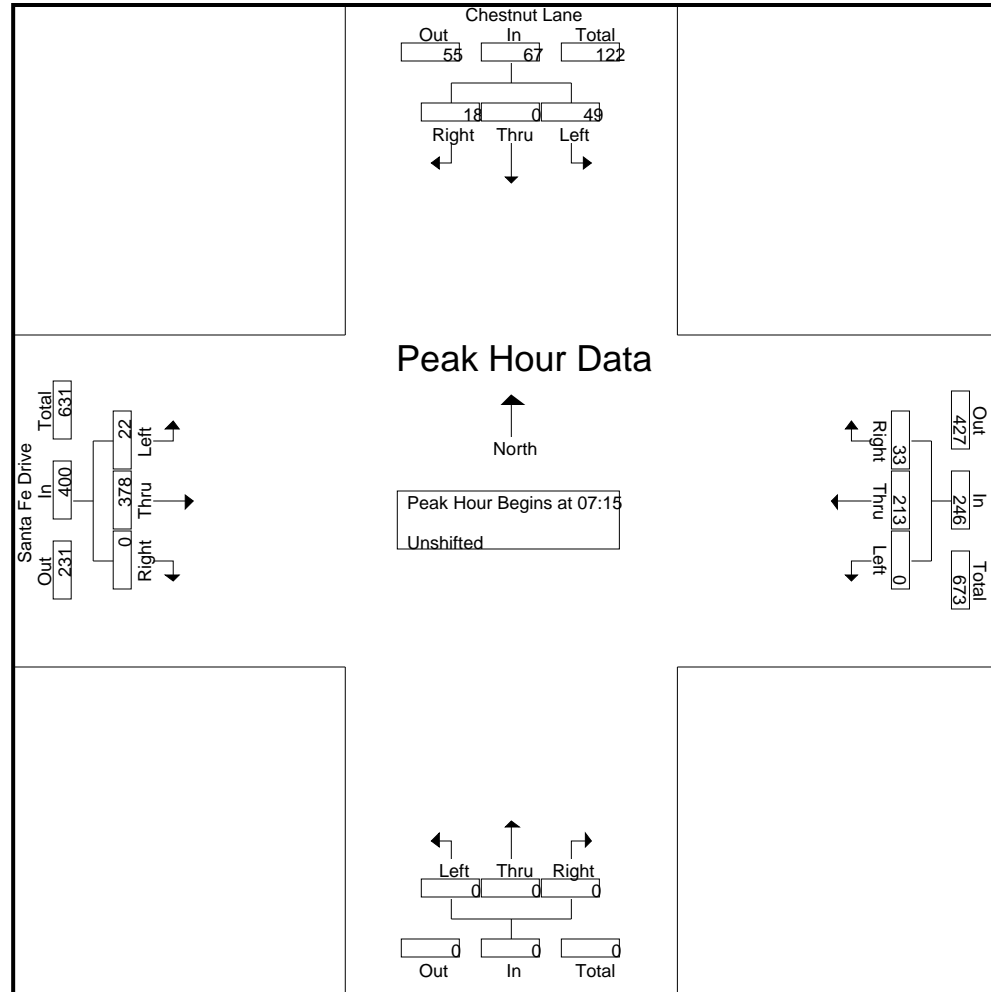 Chestnut Lane
Out In Total
55 67 122
18 0 49
Right Thru Left
Peak Hour Data
North
Peak Hour Begins at 07:15
Unshifted
Santa Fe Drive
Out In Total
231 400 631
0 378 22
Right Thru Left
Out In Total
427 246 673
33 213 0
Right Thru Left
Left Thru Right
0 0 0
0 0 0
Out In Total